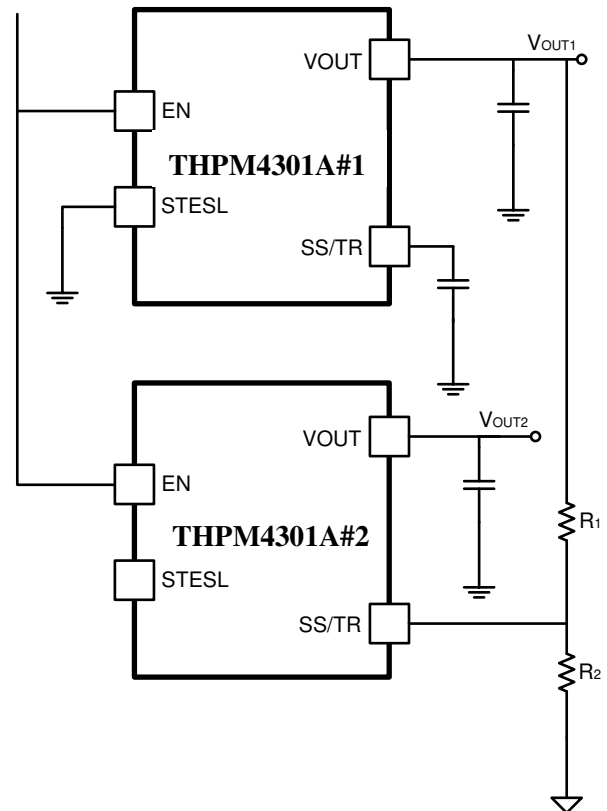 VOUT
VOUT1
EN
THPM4301A#1
STESL
SS/TR
VOUT
VOUT2
EN
R1
THPM4301A#2
STESL
SS/TR
R2